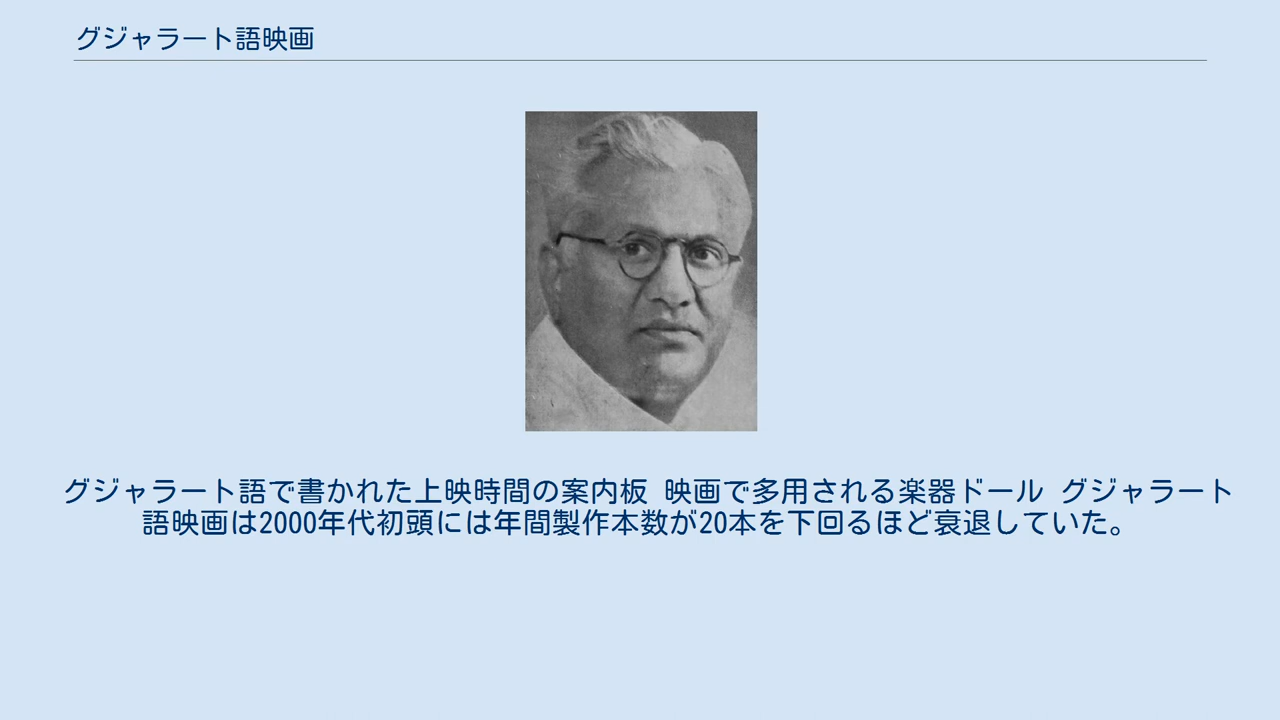 グジャラート語映画
グジャラート語で書かれた上映時間の案内板 映画で多用される楽器ドール グジャラート
語映画は2000年代初頭には年間製作本数が20本を下回るほど衰退していた。